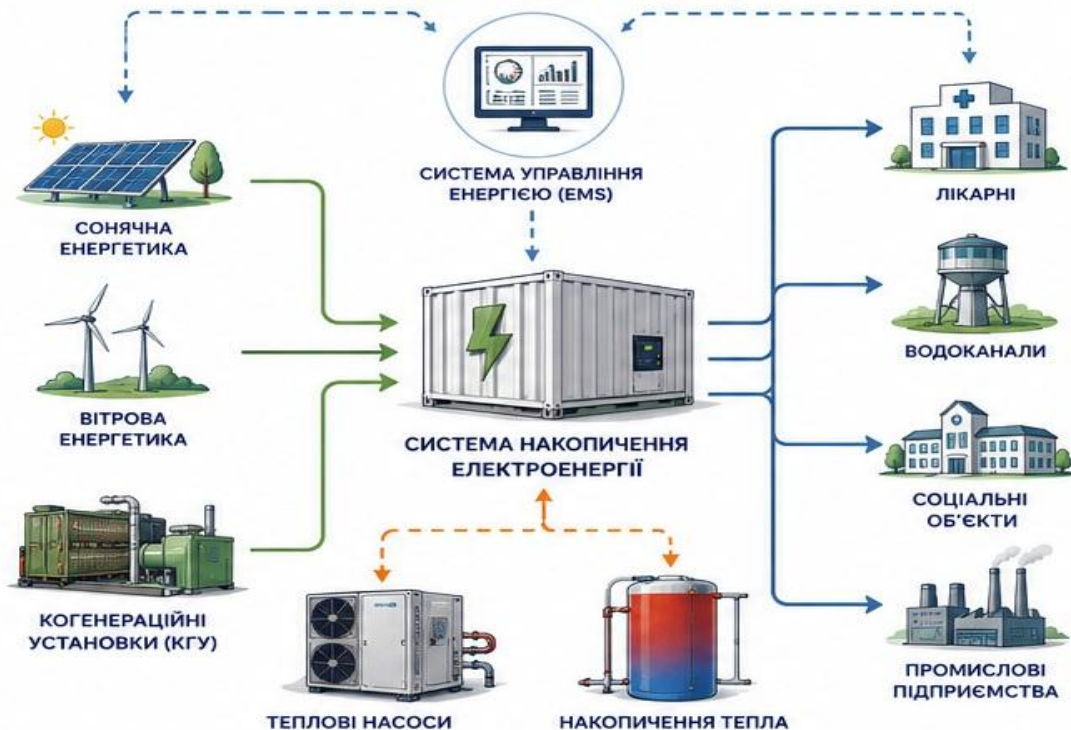 СИСТЕМА УПРАВЛІННЯ
ЕНЕРГІЄЮ (EMS)
СОНЯЧНА
ЕНЕРГЕТИКА
ЛІКАРНІ
ВІТРОВА
ЕНЕРГЕТИКА
СИСТЕМА НАКОПИЧЕННЯ
ЕЛЕКТРОЕНЕРГІЇ
ВОДОКАНАЛИ
СОЦІАЛЬНІ
ОБ'ЄКТИ
КОГЕНЕРАЦІЙНІ
УСТАНОВКИ (КГУ)
ТЕПЛОВІ НАСОСИ
НАКОПИЧЕННЯ ТЕПЛА
ПРОМИСЛОВІ
ПІДПРИЄМСТВА